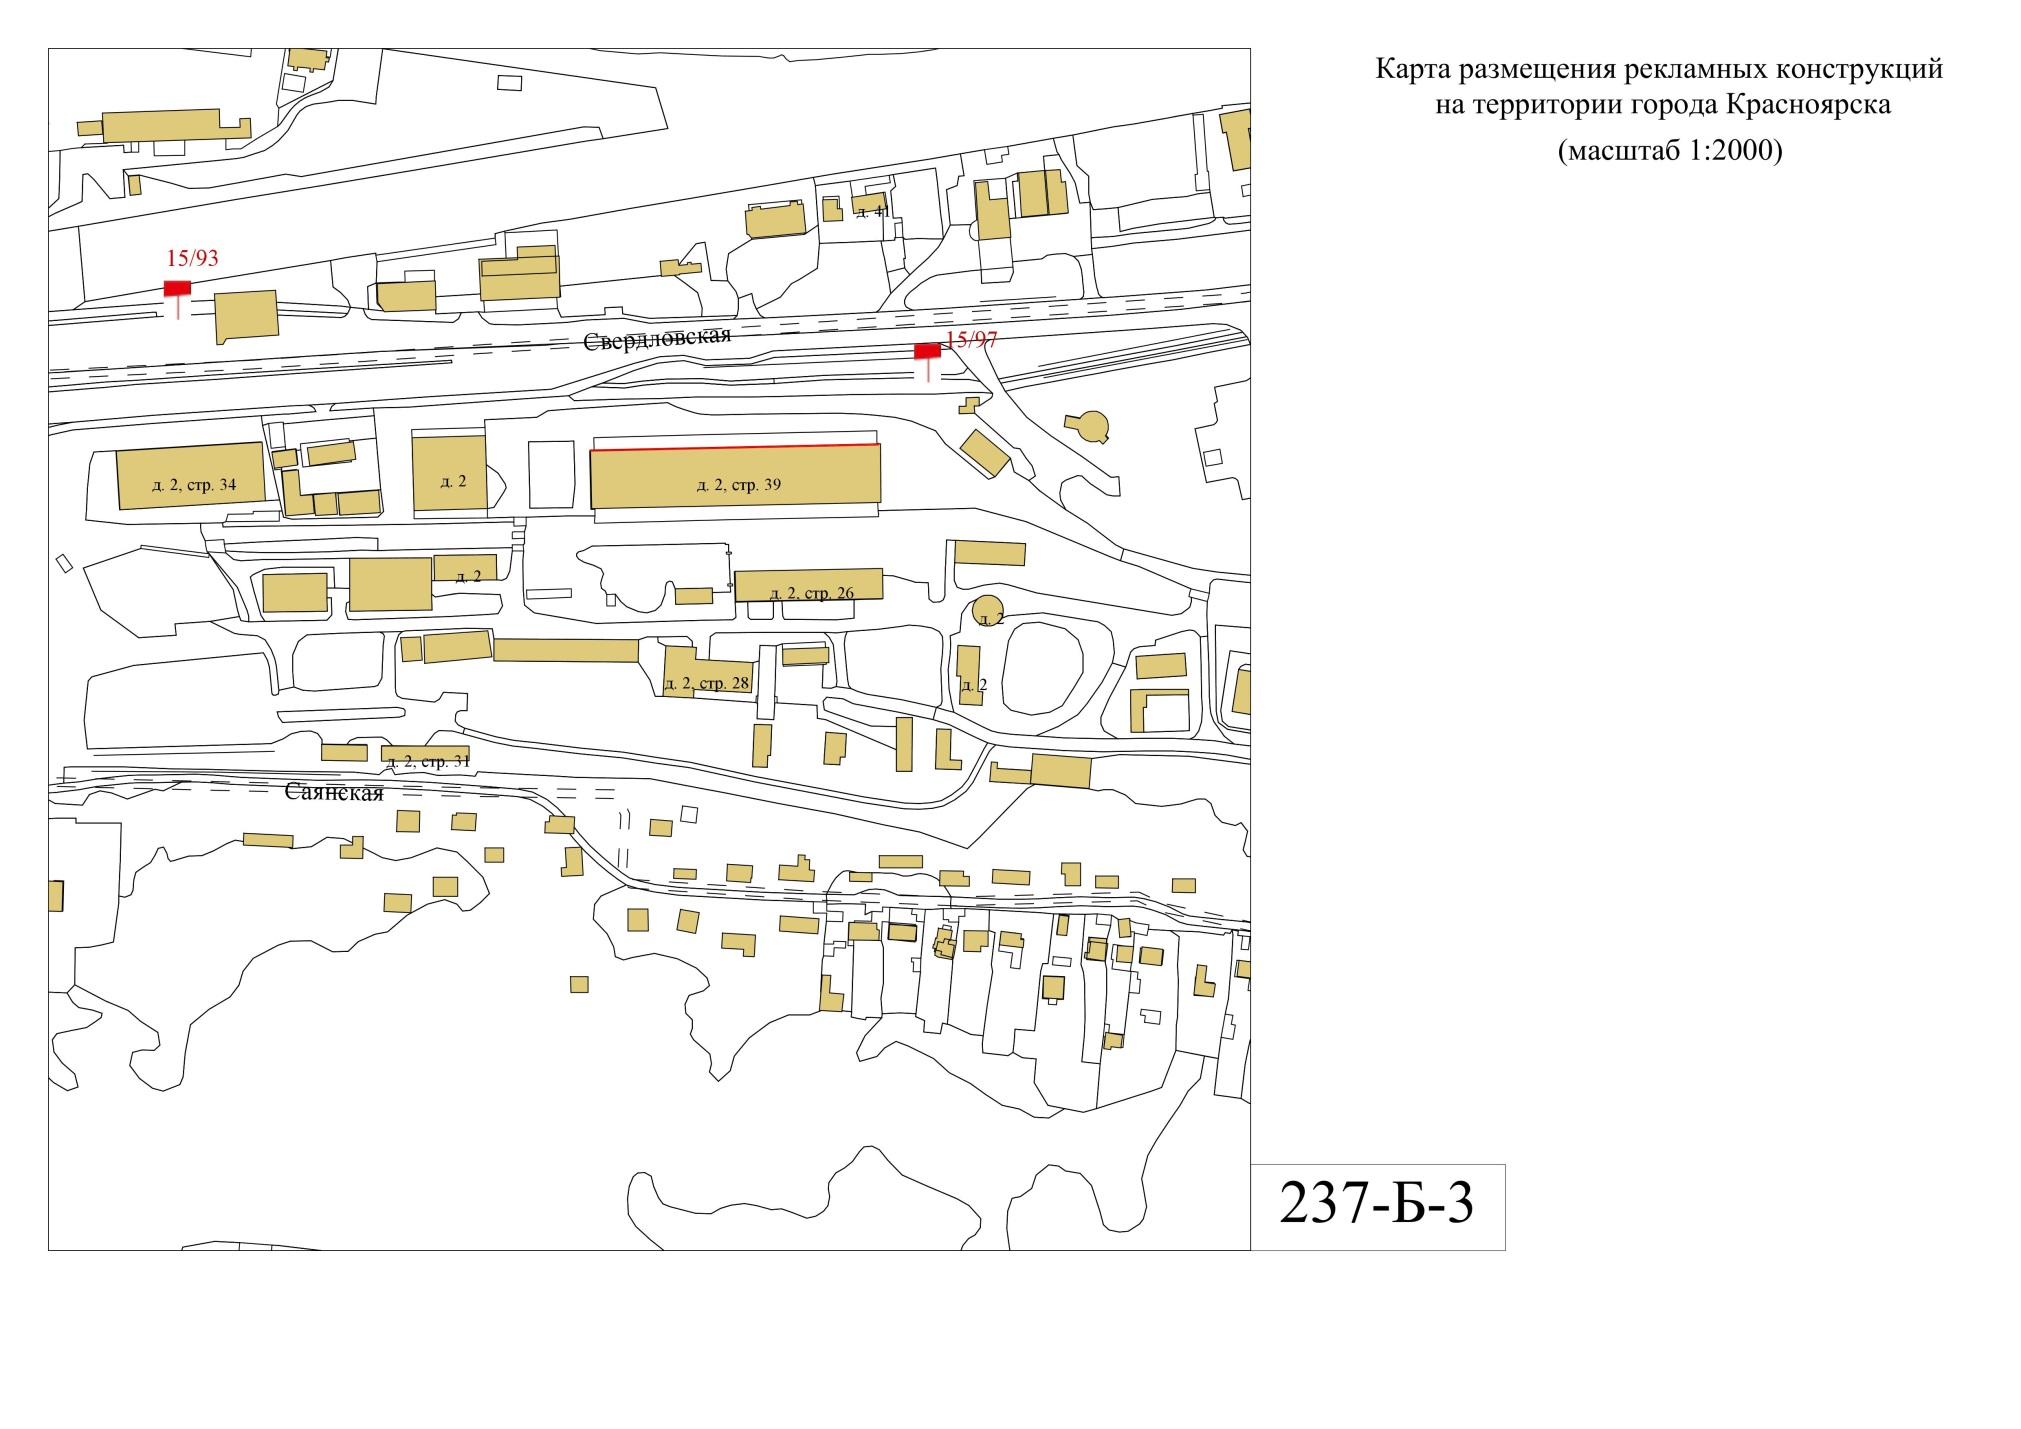 Карта размещения рекламных конструкций
на территории города Красноярска
(масштаб 1:2000)
д. 41
15/93
Свердловская
15/97
д. 2, стр. 34
д. 2
д. 2, стр. 39
д. 2
д. 2, стр. 26
д. 2
д. 2, стр. 28
д. 2
д. 2, стр. 31
Саянская
237-Б-3